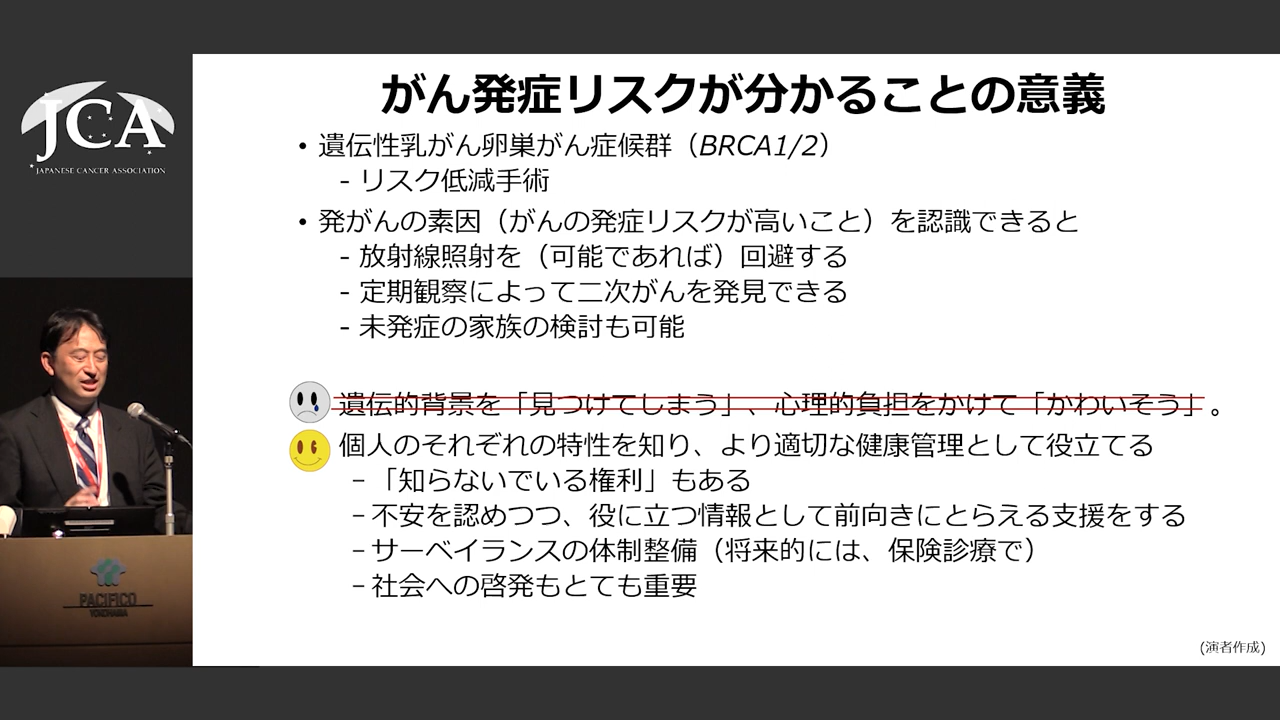 JCA
JAPANESE CANCER ASSOCIATION
がん発症リスクが分かることの意義
• 遺伝性乳がん卵巣がん症候群（BRCA1/2）
- リスク低減手術
• 発がんの素因（がんの発症リスクが高いこと）を認識できると
- 放射線照射を（可能であれば）回避する
- 定期観察によって二次がんを発見できる
- 未発症の家族の検討も可能
遺伝的背景を「見つけてしまう」、心理的負担をかけて「かわいそう」。
個人のそれぞれの特性を知り、より適切な健康管理として役立てる
–「知らないでいる権利」もある
–不安を認めつつ、役に立つ情報として前向きにとらえる支援をする
–サーベイランスの体制整備（将来的には、保険診療で）
–社会への啓発もとても重要
(演者作成)
PACIFICO
YOKOHAMA